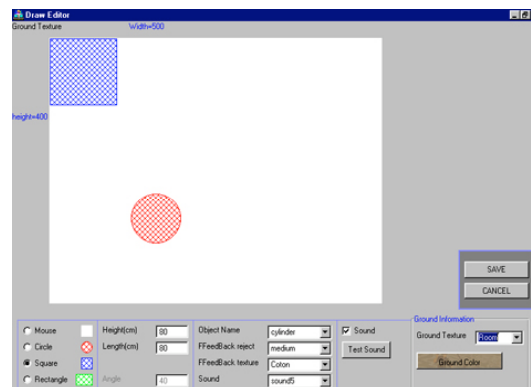 Draw Editor
Ground Texture Width=500
height=400
SAVE
CANCEL
Mouse
Circle
Square
Rectangle
Height(cm) 80
Length(cm) 80
Angle 40
Object Name cylinder
FFeedBack reject medium
FFeedBack texture Coton
Sound sound5
Sound
Test Sound
Ground Information
Ground Texture Room
Ground Color